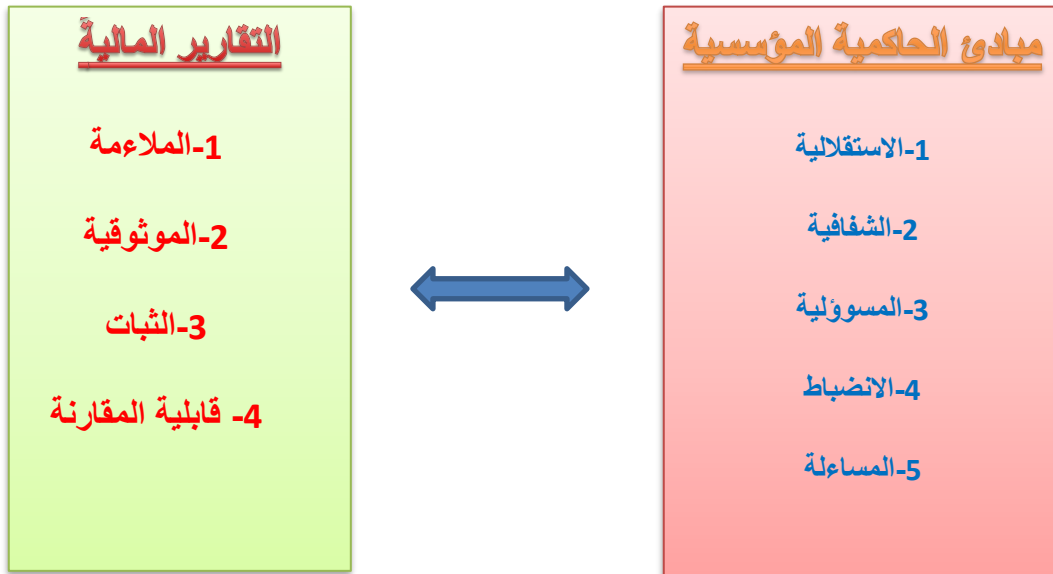 مبادئ الحاكمية المؤسسية
1-الاستقلالية
2-الشفافية
3-المسوؤلية
4-الانضباط
5-المساءلة
التقارير المالية
1-الملاءمة
2-الموثوقية
3-الثبات
4- قابلية المقارنة